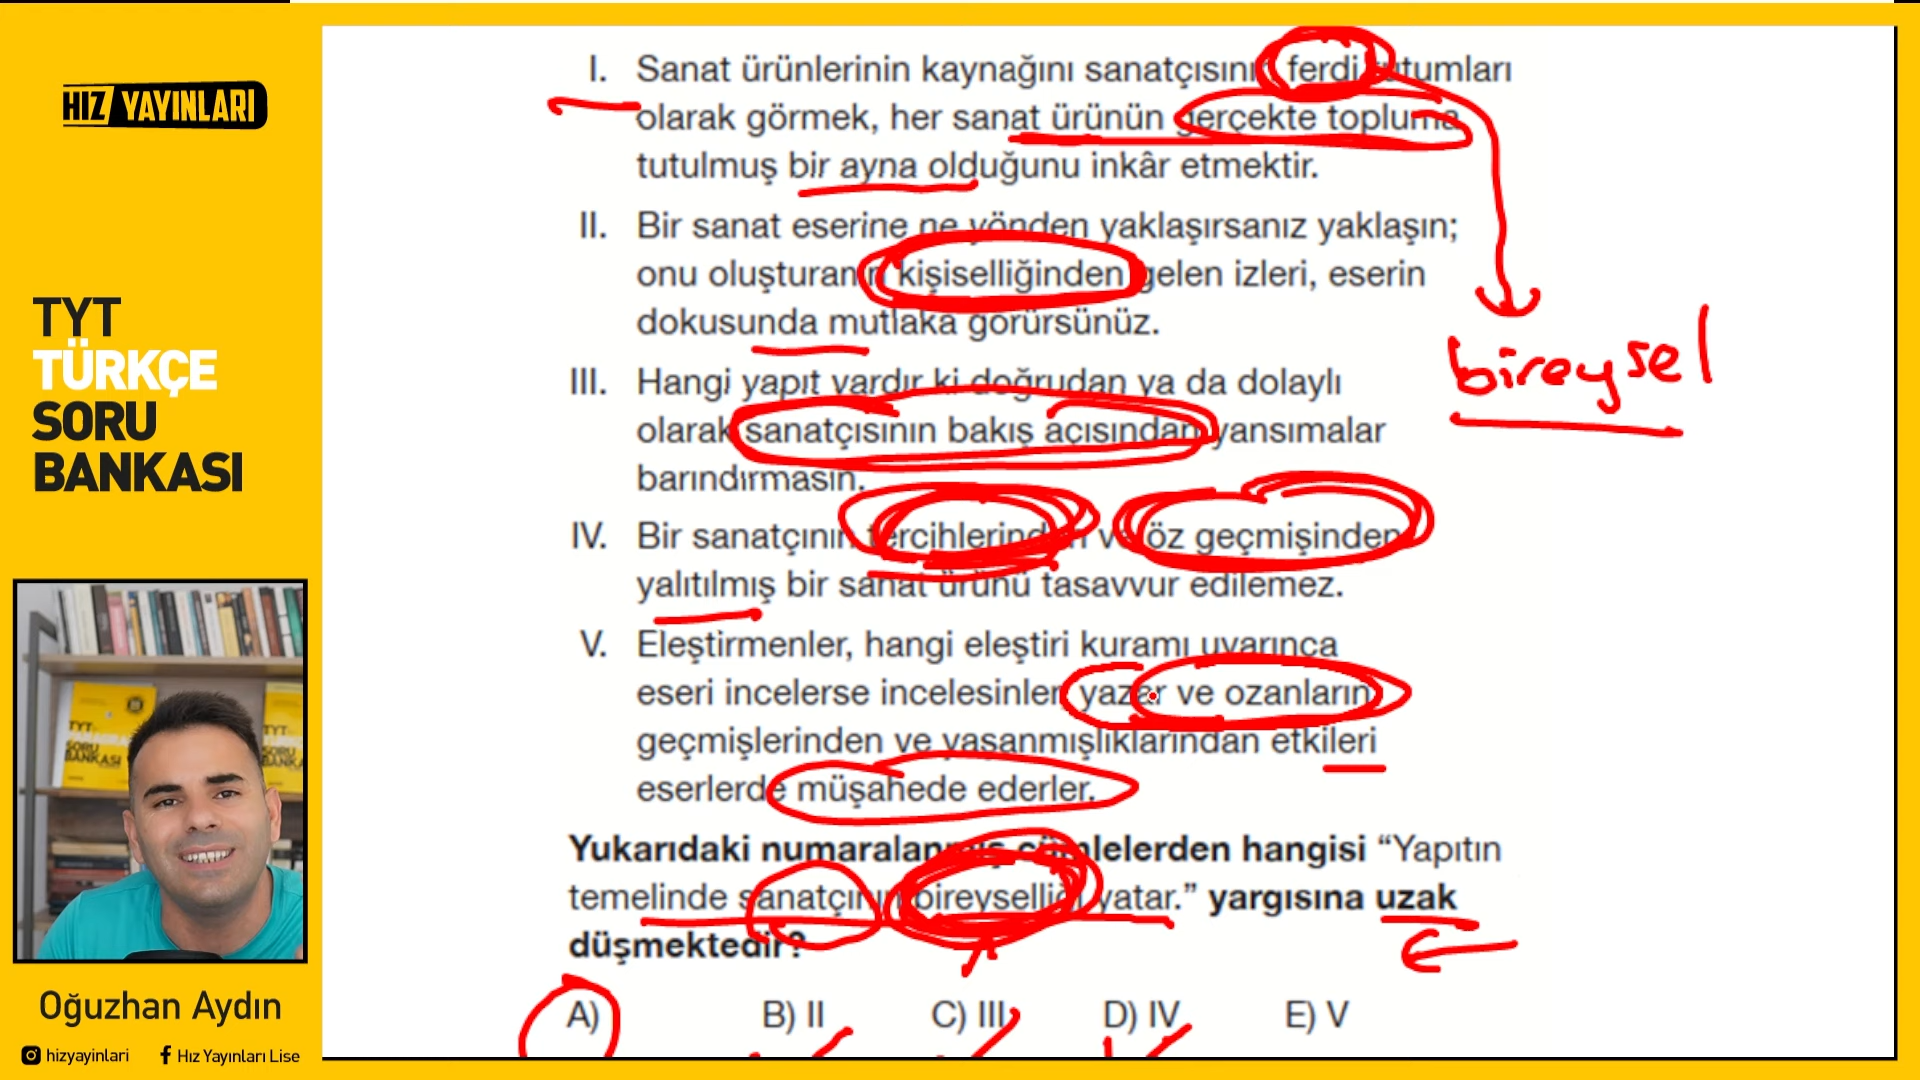 HIZ YAYINLARI
TYT
TÜRKÇE
SORU
BANKASI
Oğuzhan Aydın
hizyayinlari
Hız Yayınları Lise
I. Sanat ürünlerinin kaynağını sanatçısının ferdi tutumları
olarak görmek, her sanat ürünün gerçekte topluma
tutulmuş bir ayna olduğunu inkâr etmektir.
II. Bir sanat eserine ne yönden yaklaşırsanız yaklaşın;
onu oluşturanın kişiselliğinden gelen izleri, eserin
dokusunda mutlaka görürsünüz.
bireysel
III. Hangi yapıt vardır ki doğrudan ya da dolaylı
olarak sanatçısının bakış açısından yansımalar
barındırmasın.
IV. Bir sanatçının tercihlerinden ve öz geçmişinden
yalıtılmış bir sanat ürünü tasavvur edilemez.
V. Eleştirmenler, hangi eleştiri kuramı uyarınca
eseri incelerse incelesinler yazar ve ozanların
geçmişlerinden ve yaşanmışlıklarından etkileri
eserlerde müşahede ederler.
Yukarıdaki numaralanmış cümlelerden hangisi “Yapıtın
temelinde sanatçının bireyselliği yatar.” yargısına uzak
düşmektedir?
A) B) II C) III D) IV E) V